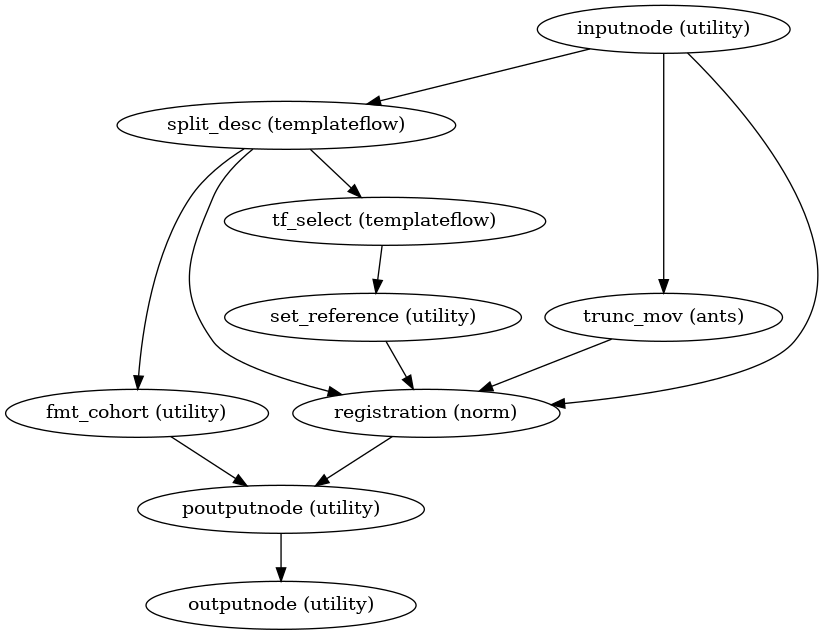 inputnode (utility)
split_desc (templateflow)
tf_select (templateflow)
set_reference (utility)
trunc_mov (ants)
fmt_cohort (utility)
registration (norm)
poutputnode (utility)
outputnode (utility)